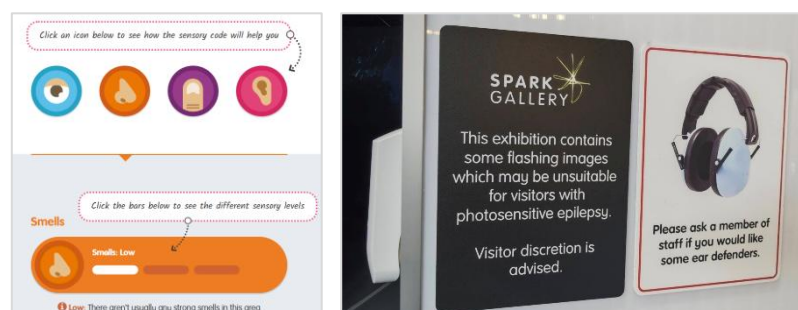 Click an icon below to see how the sensory code will help you
Click the bars below to see the different sensory levels
Smells
Smells: Low
Low: There aren't usually any strong smells in this area
SPARK
GALLERY
This exhibition contains
some flashing images
which may be unsuitable
for visitors with
photosensitive epilepsy.
Visitor discretion is
advised.
Please ask a member of
staff if you would like
some ear defenders.